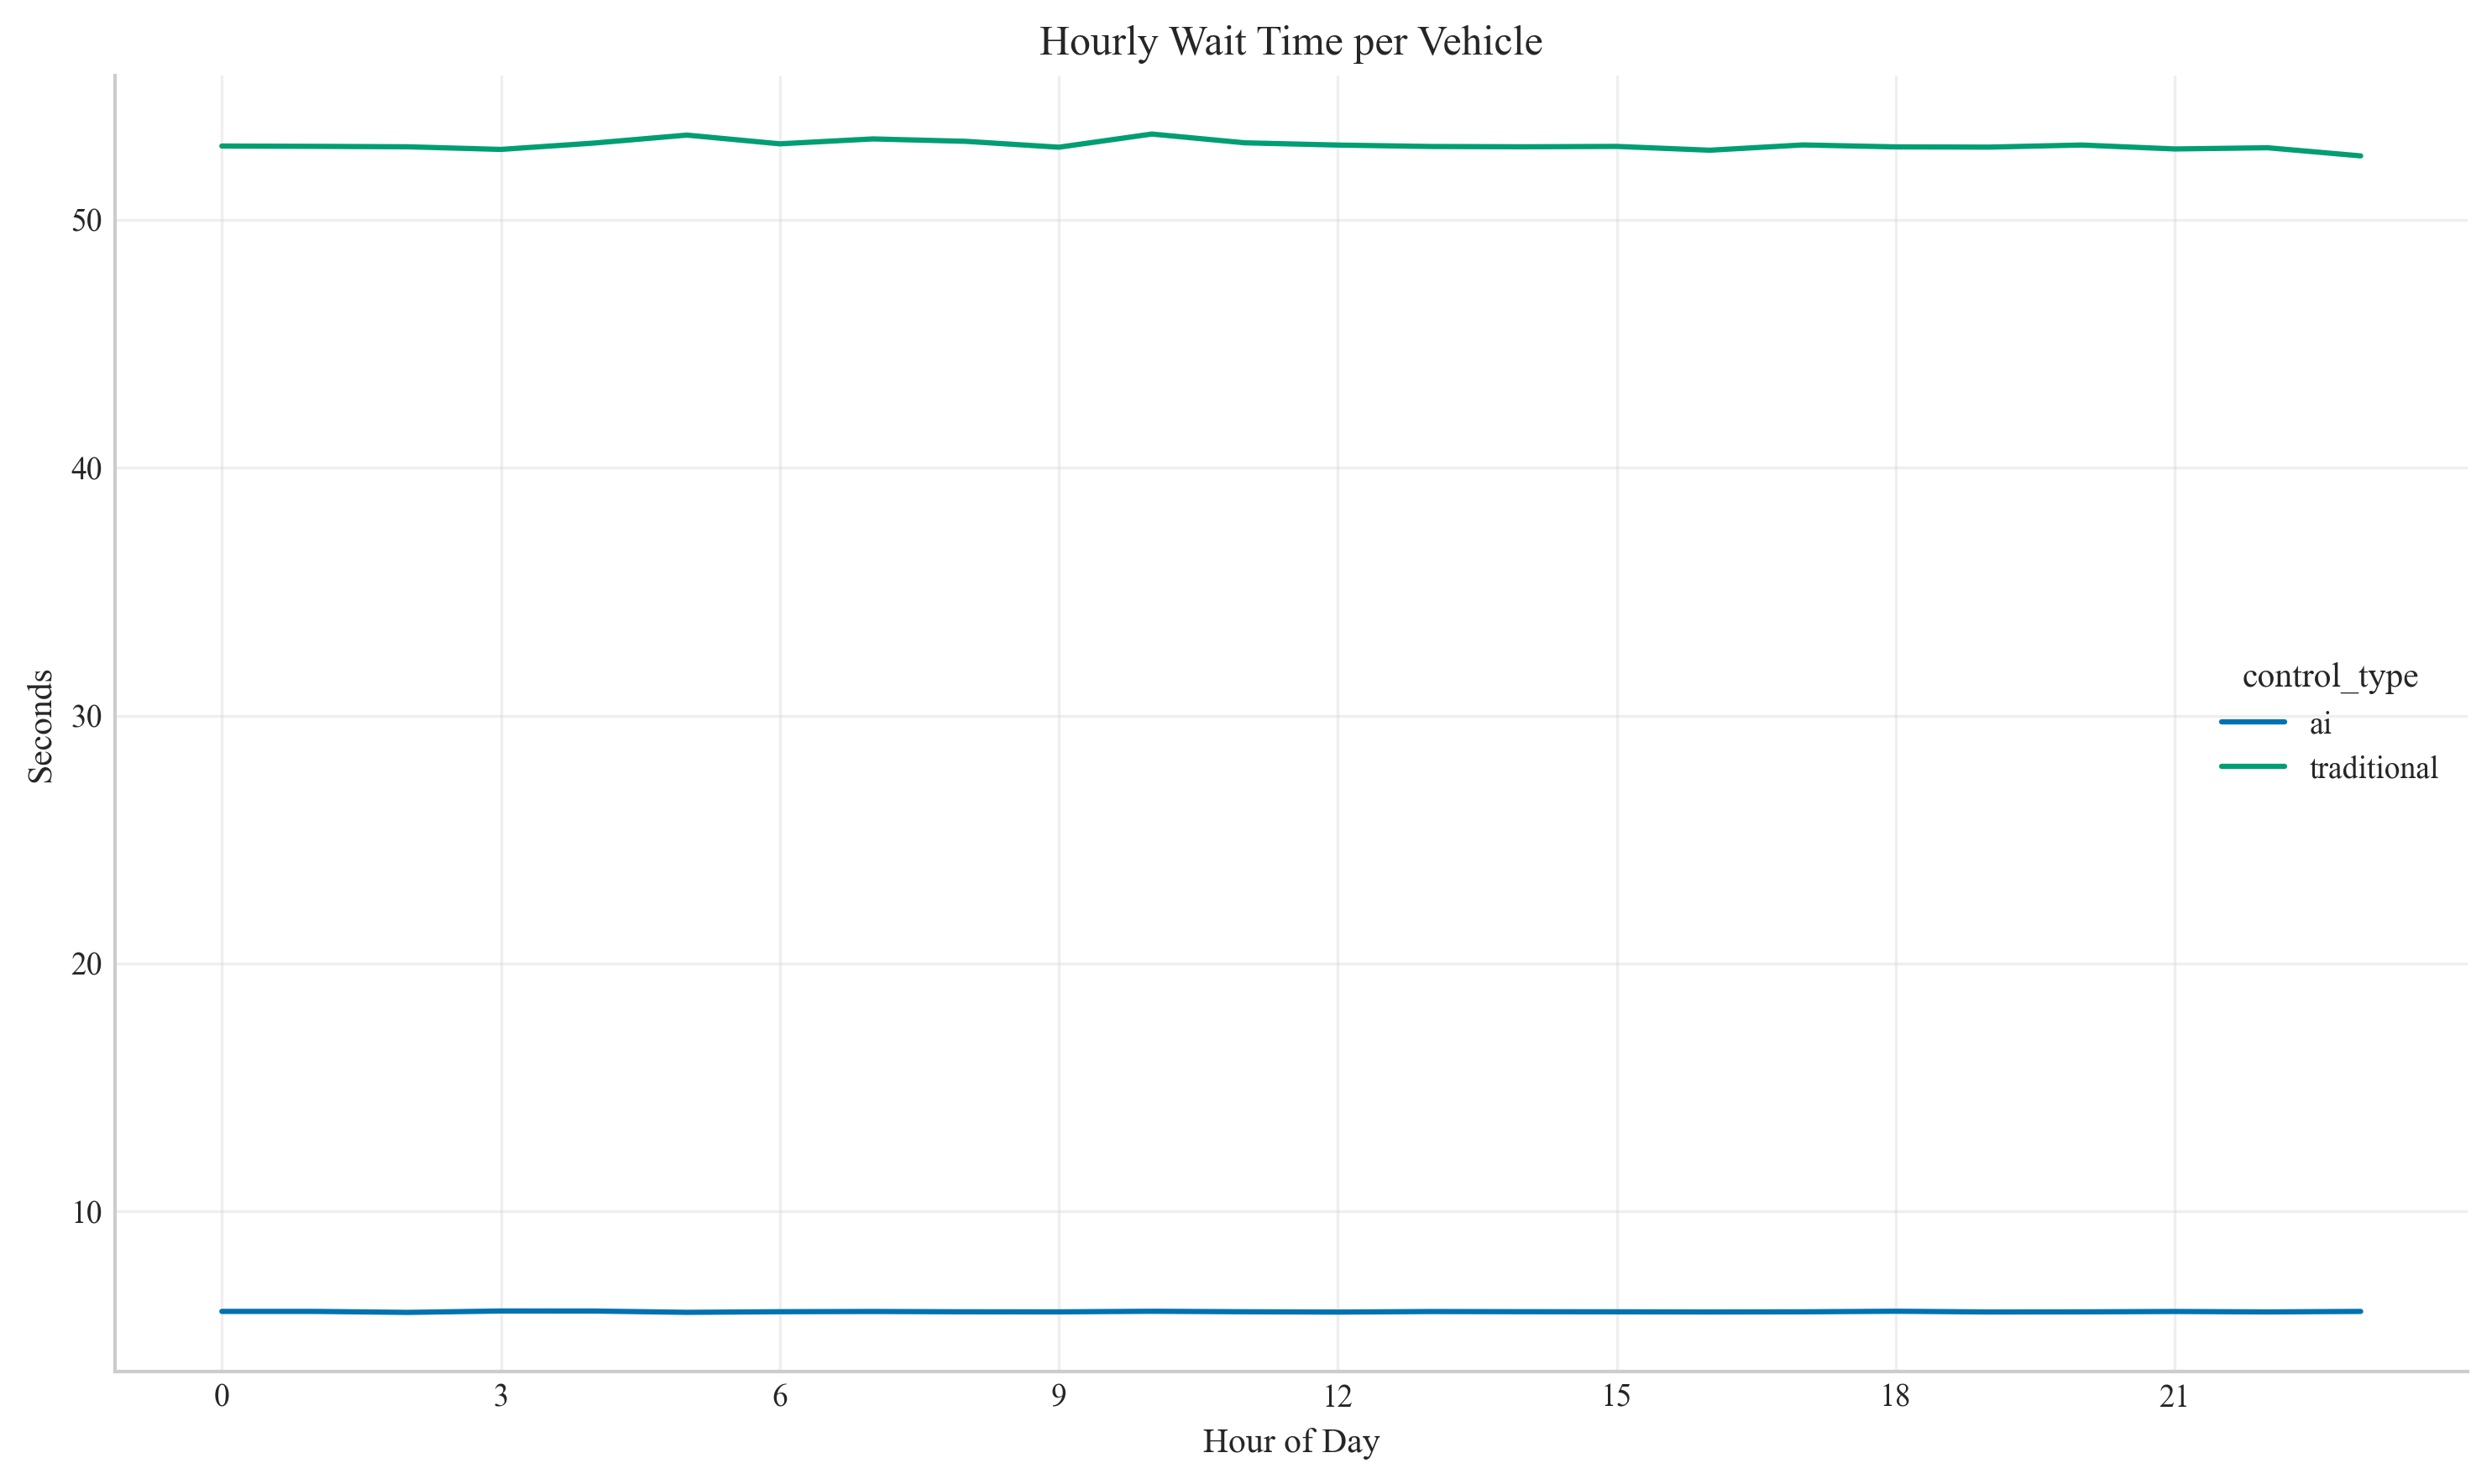 Hourly Wait Time per Vehicle
50
40
30
20
10
Seconds
control_type
ai
traditional
0 3 6 9 12 15 18 21
Hour of Day